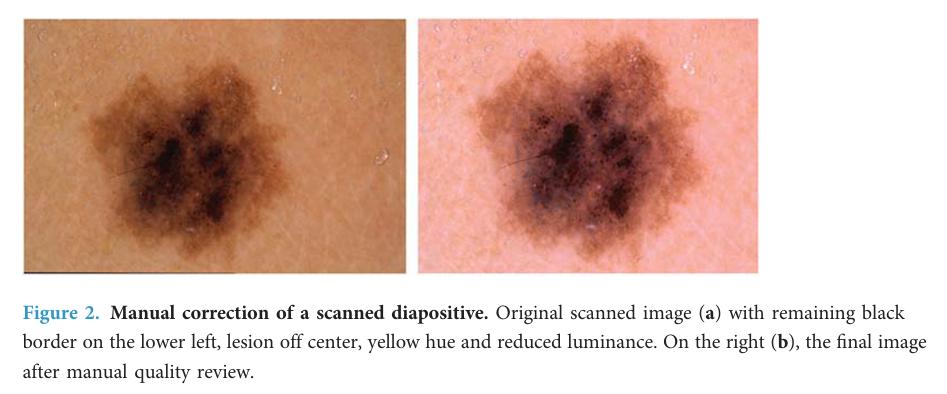 Figure 2. Manual correction of a scanned diapositive. Original scanned image (a) with remaining black
border on the lower left, lesion off center, yellow hue and reduced luminance. On the right (b), the final image
after manual quality review.